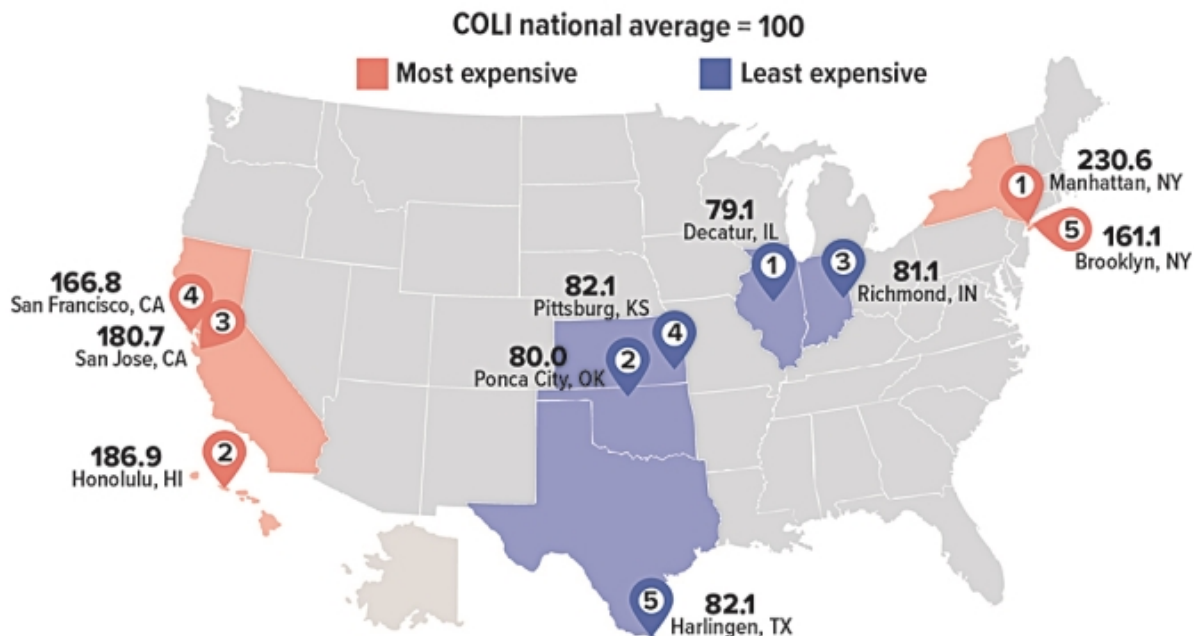 COLI national average = 100
Most expensive
Least expensive
230.6
Manhattan, NY
1
5
161.1
Brooklyn, NY
79.1
Decatur, IL
1
3
81.1
Richmond, IN
166.8
San Francisco, CA
4
3
180.7
San Jose, CA
82.1
Pittsburg, KS
4
80.0
Ponca City, OK
2
186.9
Honolulu, HI
2
5
82.1
Harlingen, TX